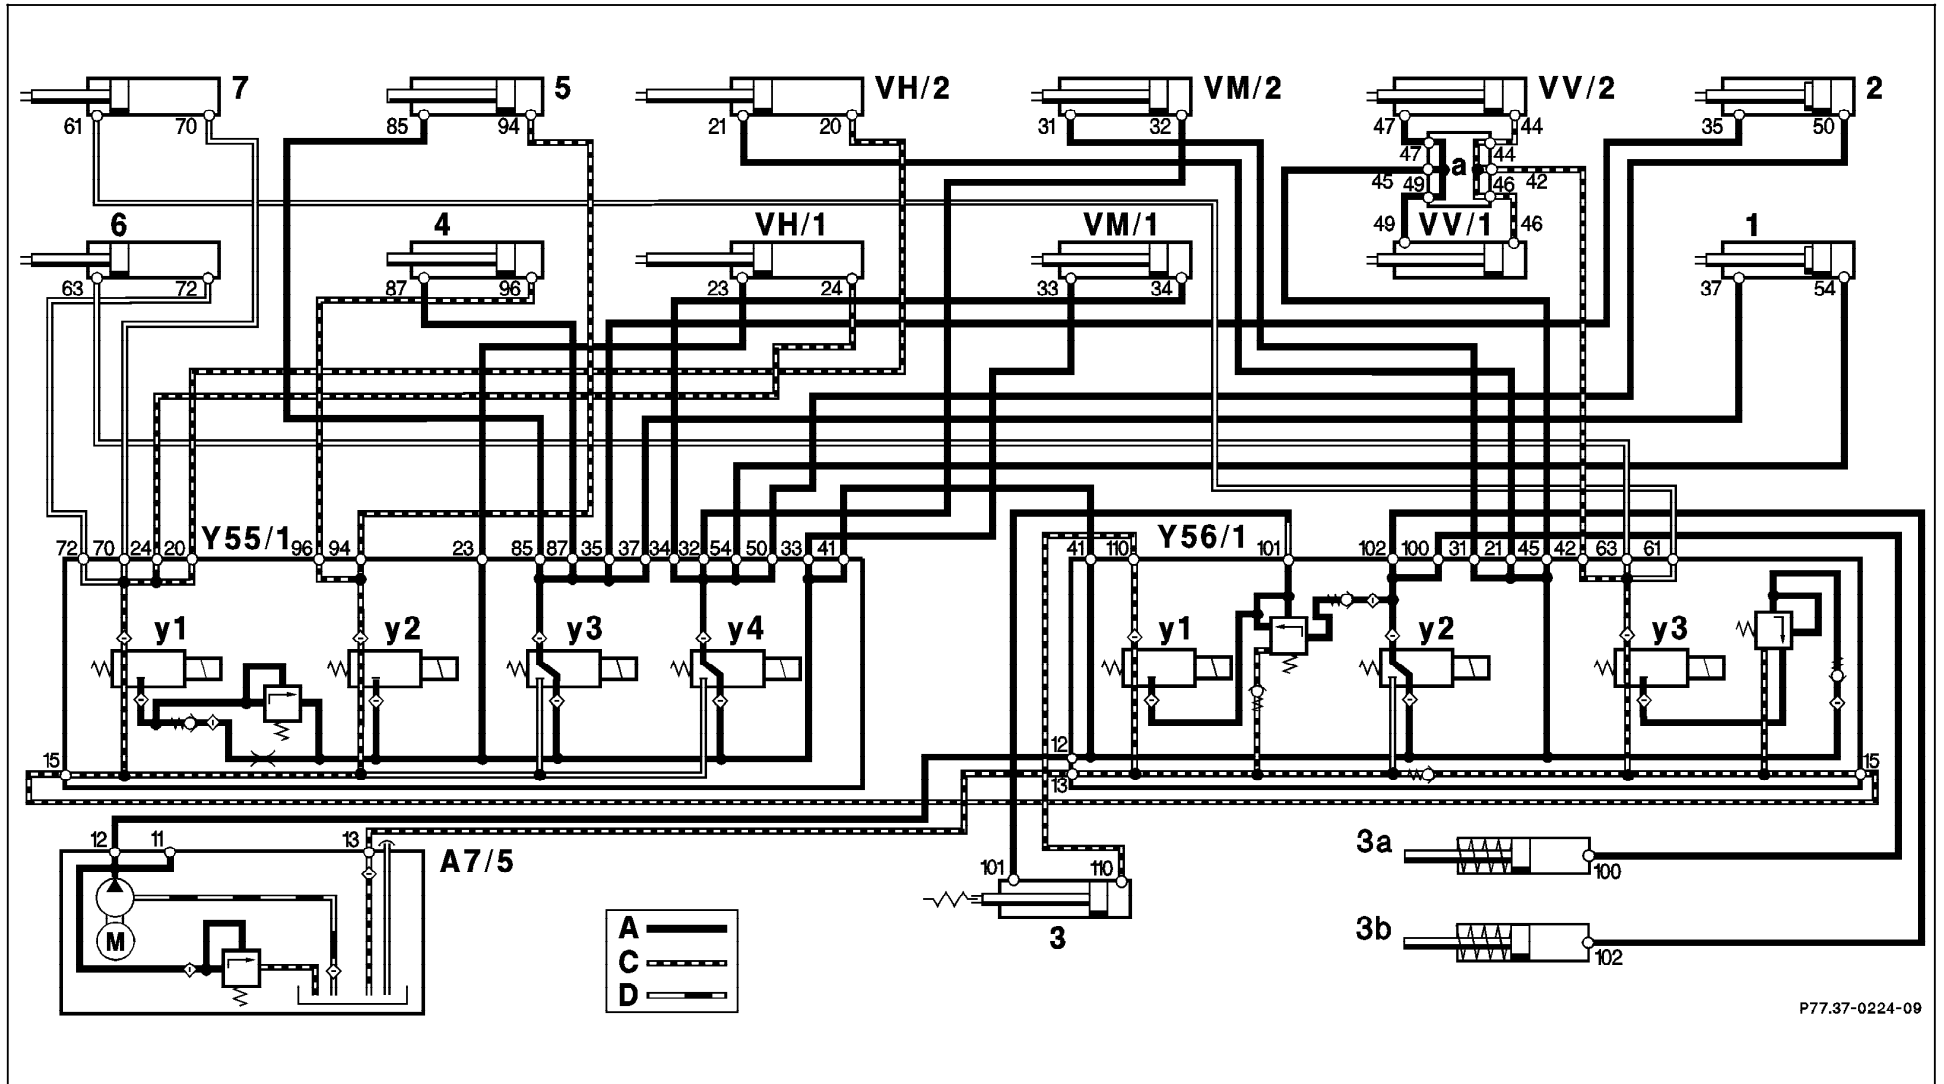 7 5 VH/2 VM/2 VV/2 2
61 70 85 94 21 20 31 32 47 44 35 50
47 44
a
45 49 46 42
6 4 VH/1 VM/1 49 VV/1 46 1
63 72 87 96 23 24 33 34 37 54
72 70 24 20 Y55/1 96 94 23 85 87 35 37 34 32 54 50 33 41
41 110 Y56/1 101 102 100 31 21 45 42 63 61
y1 y2 y3 y4 y1 y2 y3
15 12 15
13
12 11 13 A7/5
M
101 110
3
3a
100
3b
102
A
C
D
P77.37-0224-09